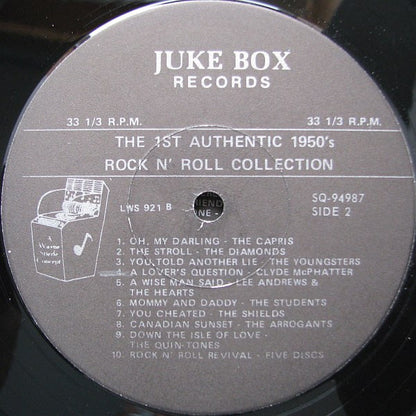 JUKE BOX
RECORDS
33 1/3 R.P.M. 33 1/3 R.P.M.
THE 1ST AUTHENTIC 1950's
ROCK N' ROLL COLLECTION
SQ-94987
LWS 921 B SIDE 2
A
Wayne
Concept
1. OH, MY DARLING - THE CAPRIS
2. THE STROLL - THE DIAMONDS
3. YOU TOLD ANOTHER LIE - THE YOUNGSTERS
4. A LOVER'S QUESTION - CLYDE McPHATTER
5. A WISE MAN SAID - LEE ANDREWS &
THE HEARTS
6. MOMMY AND DADDY - THE STUDENTS
7. YOU CHEATED - THE SHIELDS
8. CANADIAN SUNSET - THE ARROGANTS
9. DOWN THE ISLE OF LOVE -
THE QUIN-TONES
10. ROCK N' ROLL REVIVAL - FIVE DISCS